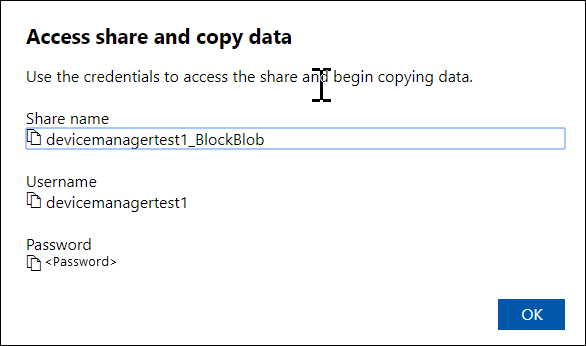 Access share and copy data
Use the credentials to access the share and begin copying data.
Share name
devicemanagertest1_BlockBlob
Username
devicemanagertest1
Password
<Password>
OK